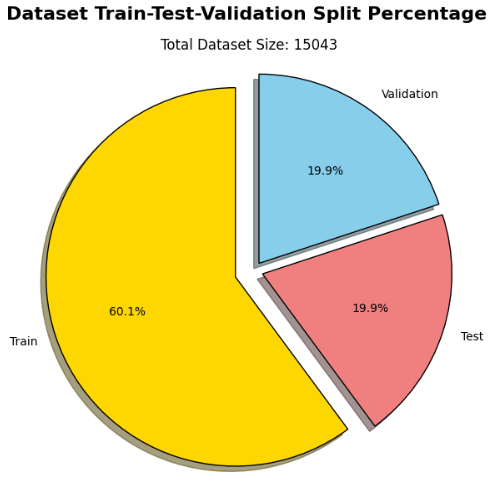 Dataset Train-Test-Validation Split Percentage
Total Dataset Size: 15043
Validation
19.9%
60.1%
19.9%
Train
Test